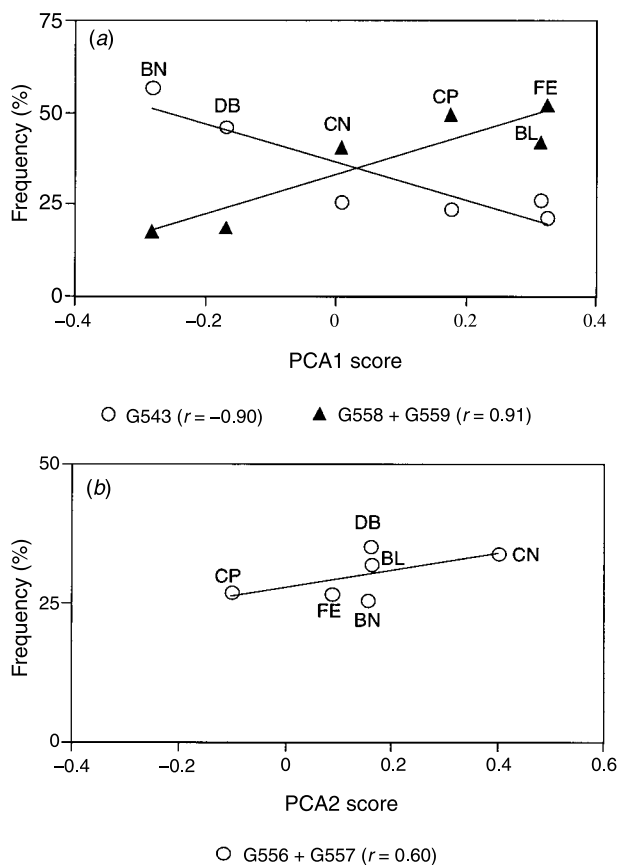 75
(a)
BN
DB
CN
CP
FE
BL
50
25
0
Frequency (%)
−0.4 −0.2 0 0.2 0.4
PCA1 score
G543 (r = −0.90) G558 + G559 (r = 0.91)
50
(b)
DB
BL
CN
CP
FE
BN
25
0
Frequency (%)
−0.4 −0.2 0 0.2 0.4 0.6
PCA2 score
G556 + G557 (r = 0.60)